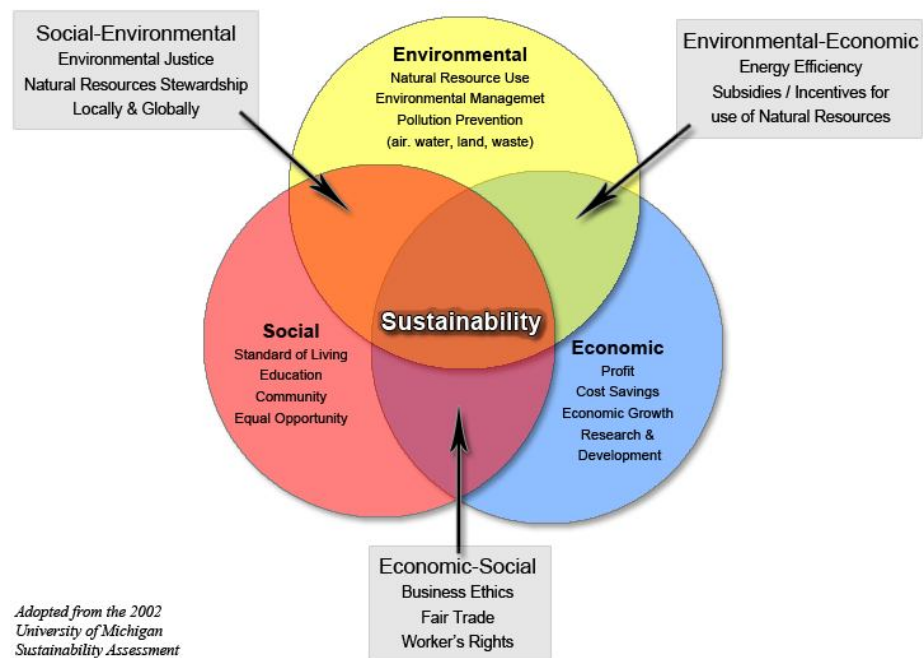 Social-Environmental
Environmental Justice
Natural Resources Stewardship
Locally & Globally
Environmental
Natural Resource Use
Environmental Managemet
Pollution Prevention
(air. water, land, waste)
Environmental-Economic
Energy Efficiency
Subsidies / Incentives for
use of Natural Resources
Sustainability
Social
Standard of Living
Education
Community
Equal Opportunity
Economic
Profit
Cost Savings
Economic Growth
Research &
Development
Economic-Social
Business Ethics
Fair Trade
Worker's Rights
Adopted from the 2002
University of Michigan
Sustainability Assessment